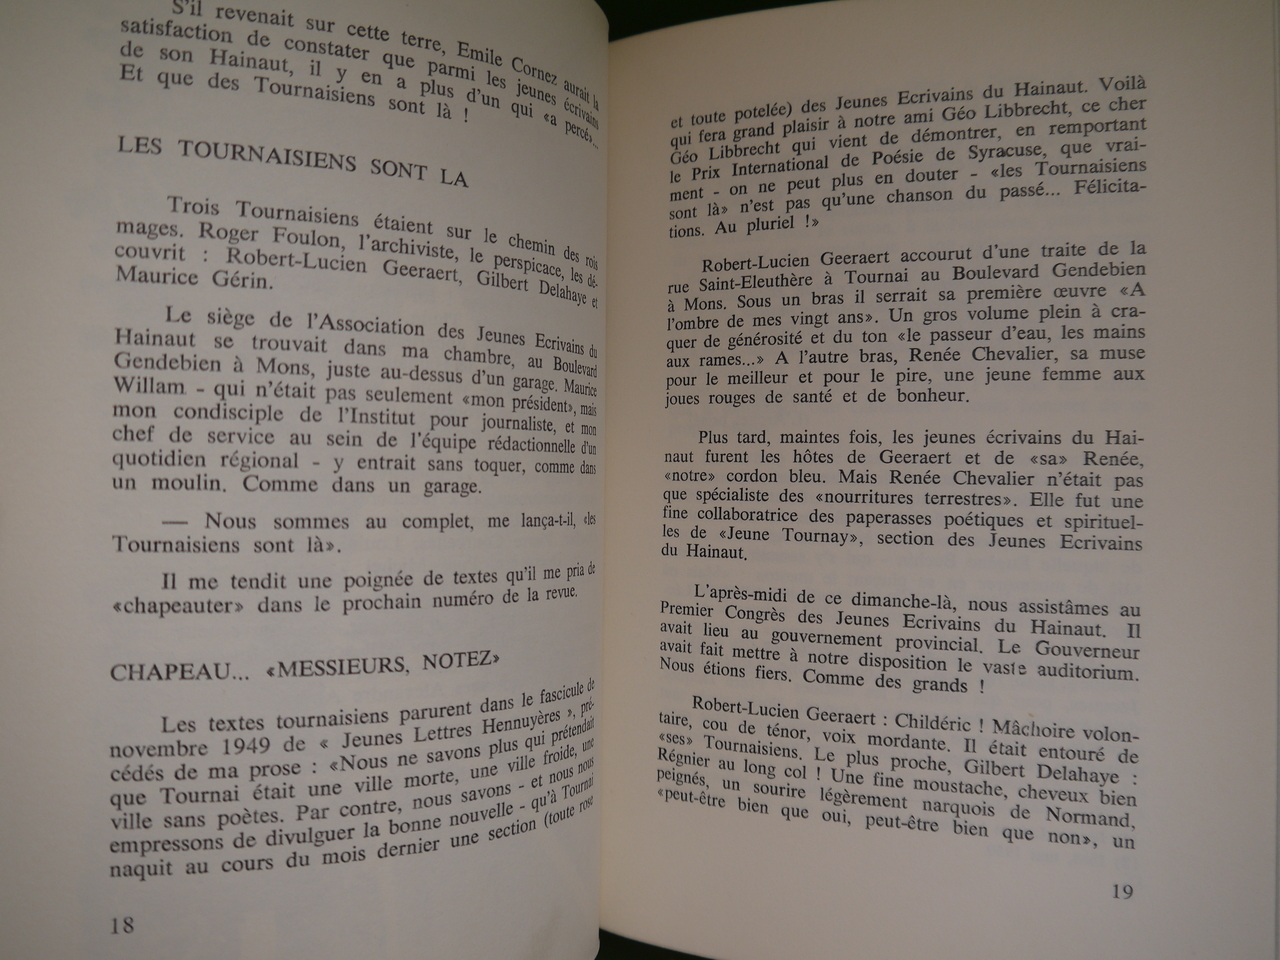 S'il revenait sur cette terre, Emile Cornez aurait la
satisfaction de constater que parmi les jeunes écrivains
de son Hainaut, il y en a plus d'un qui «a percé»...
Et que des Tournaisiens sont là !
LES TOURNAISIENS SONT LA
Trois Tournaisiens étaient sur le chemin des rois
mages. Roger Foulon, l'archiviste, le perspicace, les dé-
couvrit : Robert-Lucien Geeraert, Gilbert Delahaye et
Maurice Gérin.
Le siège de l'Association des Jeunes Ecrivains du
Hainaut se trouvait dans ma chambre, au Boulevard
Gendebien à Mons, juste au-dessus d'un garage. Maurice
Willam - qui n'était pas seulement «mon président», mais
mon condisciple de l'Institut pour journaliste, et mon
chef de service au sein de l'équipe rédactionnelle d'un
quotidien régional - y entrait sans toquer, comme dans
un moulin. Comme dans un garage.
— Nous sommes au complet, me lança-t-il, «les
Tournaisiens sont là».
Il me tendit une poignée de textes qu'il me pria de
«chapeauter» dans le prochain numéro de la revue.
CHAPEAU... «MESSIEURS, NOTEZ»
Les textes tournaisiens parurent dans le fascicule de
novembre 1949 de « Jeunes Lettres Hennuyères », pré-
cédés de ma prose : «Nous ne savons plus qui prétendait
que Tournai était une ville morte, une ville froide, une
ville sans poètes. Par contre, nous savons - et nous nous
empressons de divulguer la bonne nouvelle - qu'à Tournai
naquit au cours du mois dernier une section (toute rose
18
et toute potelée) des Jeunes Ecrivains du Hainaut. Voilà
qui fera grand plaisir à notre ami Géo Libbrecht, ce cher
Géo Libbrecht qui vient de démontrer, en remportant
le Prix International de Poésie de Syracuse, que vrai-
ment - on ne peut plus en douter - «les Tournaisiens
sont là» n'est pas qu'une chanson du passé... Félicita-
tions. Au pluriel !»
Robert-Lucien Geeraert accourut d'une traite de la
rue Saint-Eleuthère à Tournai au Boulevard Gendebien
à Mons. Sous un bras il serrait sa première œuvre «A
l'ombre de mes vingt ans». Un gros volume plein à cra-
quer de générosité et du ton «le passeur d'eau, les mains
aux rames...» A l'autre bras, Renée Chevalier, sa muse
pour le meilleur et pour le pire, une jeune femme aux
joues rouges de santé et de bonheur.
Plus tard, maintes fois, les jeunes écrivains du Hai-
naut furent les hôtes de Geeraert et de «sa» Renée,
«notre» cordon bleu. Mais Renée Chevalier n'était pas
que spécialiste des «nourritures terrestres». Elle fut une
fine collaboratrice des paperasses poétiques et spirituel-
les de «Jeune Tournay», section des Jeunes Ecrivains
du Hainaut.
L'après-midi de ce dimanche-là, nous assistâmes au
Premier Congrès des Jeunes Ecrivains du Hainaut. Il
avait lieu au gouvernement provincial. Le Gouverneur
avait fait mettre à notre disposition le vaste auditorium.
Nous étions fiers. Comme des grands !
Robert-Lucien Geeraert : Childéric ! Mâchoire volon-
taire, cou de ténor, voix mordante. Il était entouré de
«ses» Tournaisiens. Le plus proche, Gilbert Delahaye :
Régnier au long col ! Une fine moustache, cheveux bien
peignés, un sourire légèrement narquois de Normand,
«peut-être bien que oui, peut-être bien que non», un
19